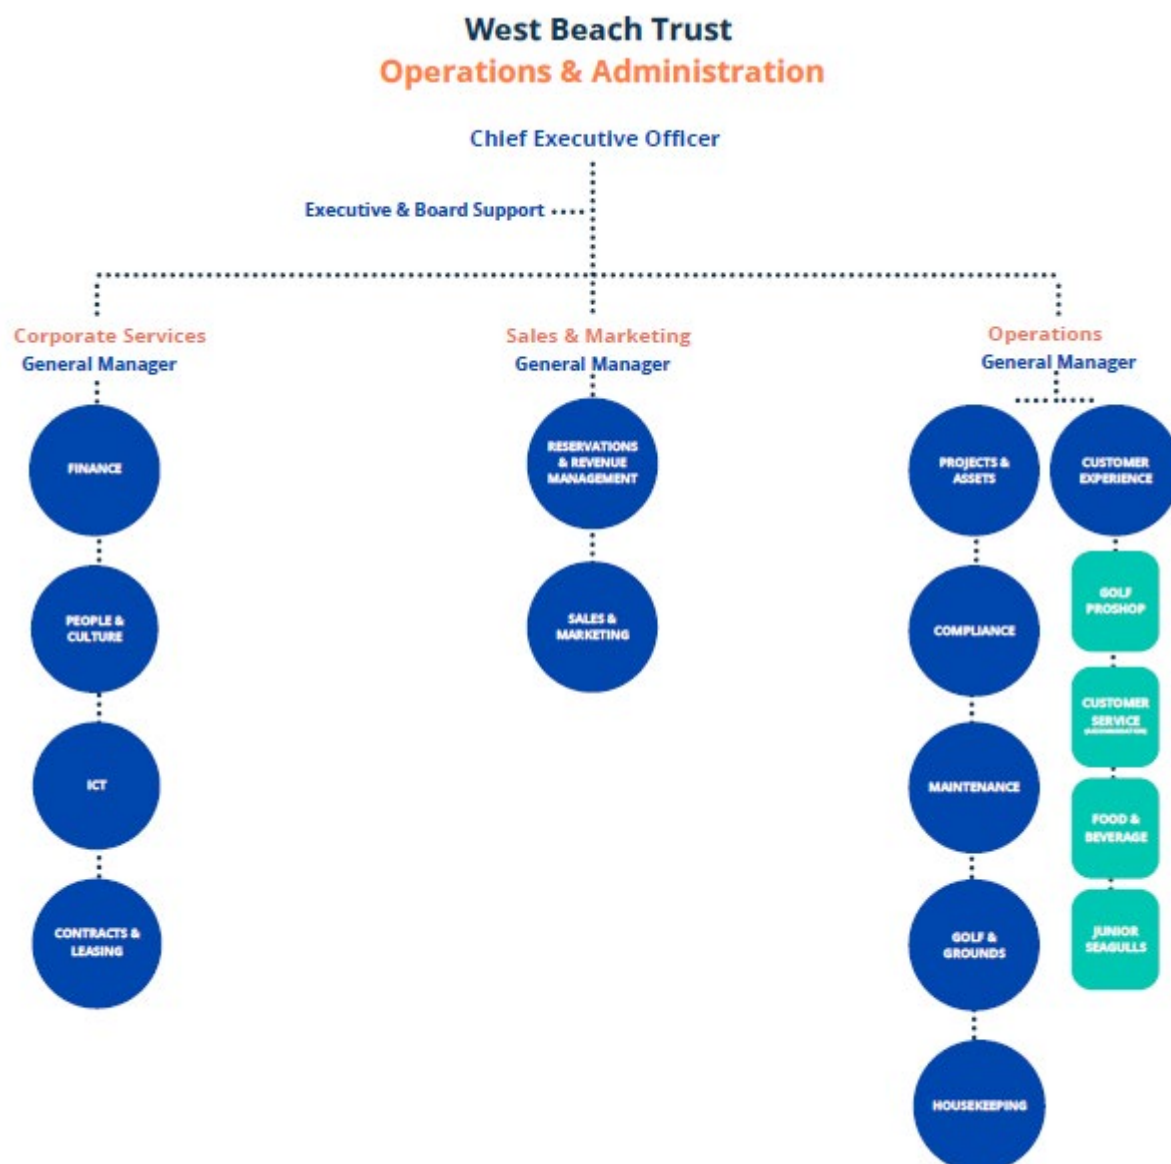 West Beach Trust
Operations & Administration
Chief Executive Officer
Executive & Board Support
Corporate Services
General Manager
FINANCE
PEOPLE &
CULTURE
ICT
CONTRACTS &
LEASING
Sales & Marketing
General Manager
RESERVATIONS
& REVENUE
MANAGEMENT
SALES &
MARKETING
Operations
General Manager
PROJECTS &
ASSETS
COMPLIANCE
MAINTENANCE
GOLF &
GROUNDS
HOUSEKEEPING
CUSTOMER
EXPERIENCE
GOLF
PROSHOP
CUSTOMER
SERVICE
(ACCOMMODATION)
FOOD &
BEVERAGE
JUNIOR
SEAGULLS